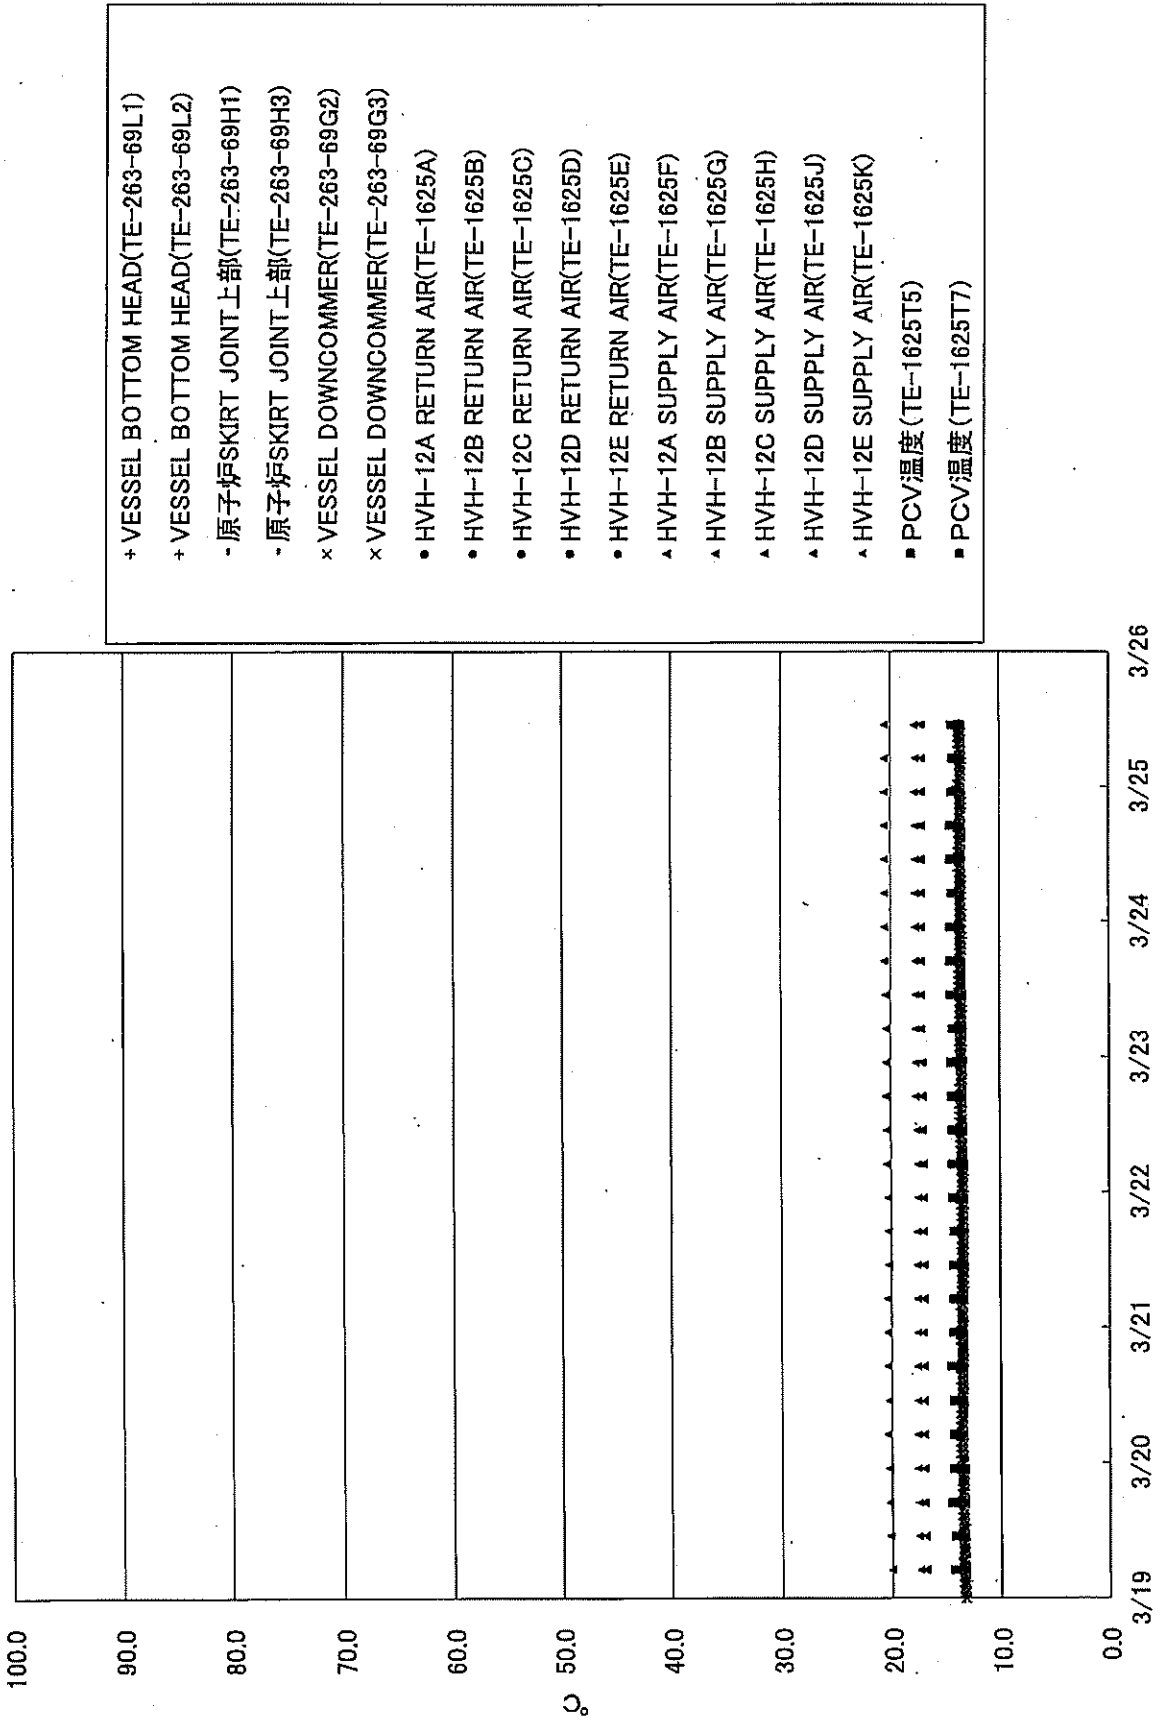 100.0
90.0
80.0
70.0
60.0
50.0
40.0
30.0
20.0
10.0
0.0
℃
3/19
3/20
3/21
3/22
3/23
3/24
3/25
3/26
+ VESSEL BOTTOM HEAD(TE-263-69L1)
+ VESSEL BOTTOM HEAD(TE-263-69L2)
- 原子炉SKIRT JOINT上部(TE-263-69H1)
- 原子炉SKIRT JOINT上部(TE-263-69H3)
× VESSEL DOWNCOMMER(TE-263-69G2)
× VESSEL DOWNCOMMER(TE-263-69G3)
● HVH-12A RETURN AIR(TE-1625A)
● HVH-12B RETURN AIR(TE-1625B)
● HVH-12C RETURN AIR(TE-1625C)
● HVH-12D RETURN AIR(TE-1625D)
● HVH-12E RETURN AIR(TE-1625E)
▲ HVH-12A SUPPLY AIR(TE-1625F)
▲ HVH-12B SUPPLY AIR(TE-1625G)
▲ HVH-12C SUPPLY AIR(TE-1625H)
▲ HVH-12D SUPPLY AIR(TE-1625J)
▲ HVH-12E SUPPLY AIR(TE-1625K)
■ PCV温度(TE-1625T5)
■ PCV温度(TE-1625T7)